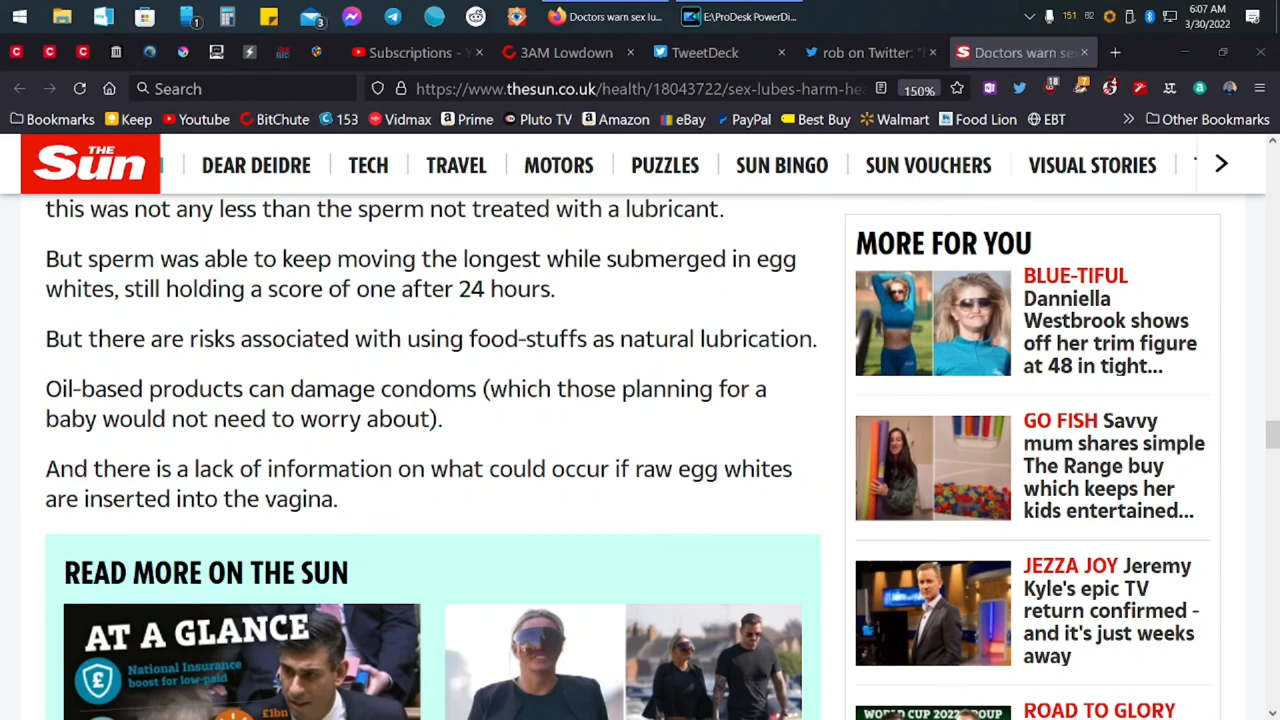 1
3
Doctors warn sex lu...
E:\ProDesk PowerDi...
151
82
6:07 AM
3/30/2022
Subscriptions - Y
3AM Lowdown
TweetDeck
rob on Twitter: "I
Doctors warn sex
Search
https://www.thesun.co.uk/health/18043722/sex-lubes-harm-hea
150%
18
7
4
Bookmarks
Keep
Youtube
BitChute
153
Vidmax
Prime
Pluto TV
Amazon
eBay
PayPal
Best Buy
Walmart
Food Lion
EBT
Other Bookmarks
THE Sun
DEAR DEIDRE
TECH
TRAVEL
MOTORS
PUZZLES
SUN BINGO
SUN VOUCHERS
VISUAL STORIES
this was not any less than the sperm not treated with a lubricant.
But sperm was able to keep moving the longest while submerged in egg
whites, still holding a score of one after 24 hours.
But there are risks associated with using food-stuffs as natural lubrication.
Oil-based products can damage condoms (which those planning for a
baby would not need to worry about).
And there is a lack of information on what could occur if raw egg whites
are inserted into the vagina.
READ MORE ON THE SUN
AT A GLANCE
National Insurance
boost for low-paid
£
£1bn
MORE FOR YOU
BLUE-TIFUL
Danniella
Westbrook shows
off her trim figure
at 48 in tight...
GO FISH Savvy
mum shares simple
The Range buy
which keeps her
kids entertained...
JEZZA JOY Jeremy
Kyle's epic TV
return confirmed -
and it's just weeks
away
WORLD CUP 2022 GROUP
ROAD TO GLORY